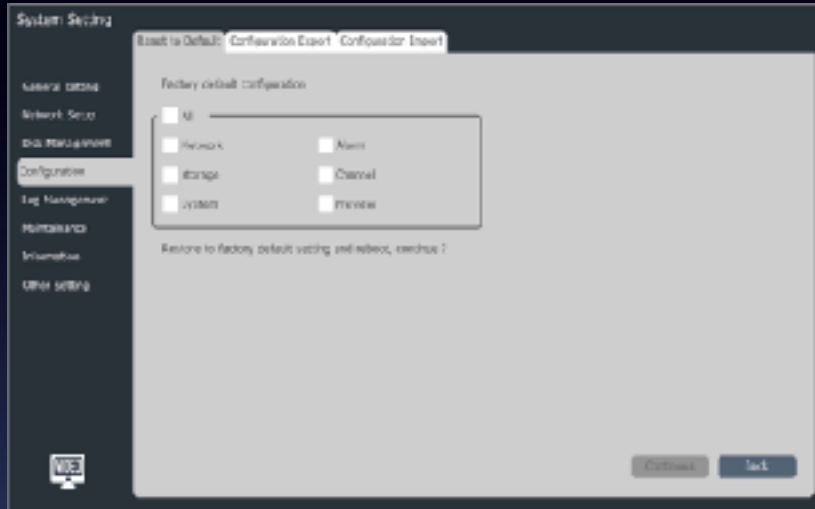 System Setting
Reset to Default Configuration Export Configuration Import
General Setting
Network Setup
Disk Management
Configuration
Log Management
Maintenance
Information
Other setting
Factory default configuration
All
Network Alarm
Storage Channel
System Preview
Restore to factory default setting and reboot, continue ?
Continue Back